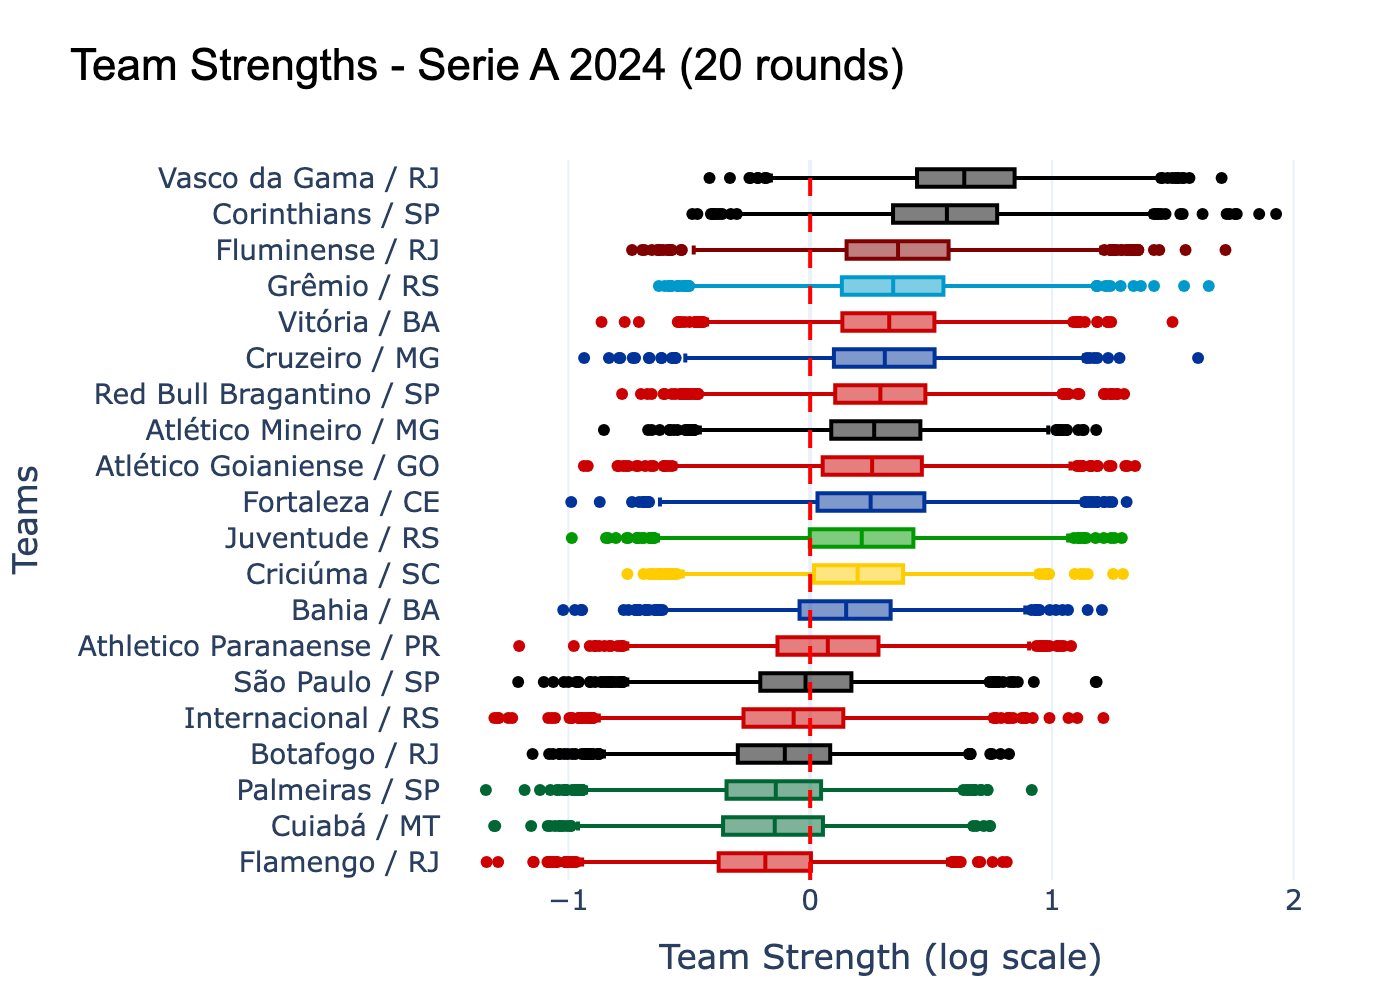 Team Strengths - Serie A 2024 (20 rounds)
Vasco da Gama / RJ
Corinthians / SP
Fluminense / RJ
Grêmio / RS
Vitória / BA
Cruzeiro / MG
Red Bull Bragantino / SP
Atlético Mineiro / MG
Atlético Goianiense / GO
Fortaleza / CE
Juventude / RS
Criciúma / SC
Bahia / BA
Athletico Paranaense / PR
São Paulo / SP
Internacional / RS
Botafogo / RJ
Palmeiras / SP
Cuiabá / MT
Flamengo / RJ
Teams
−1 0 1 2
Team Strength (log scale)